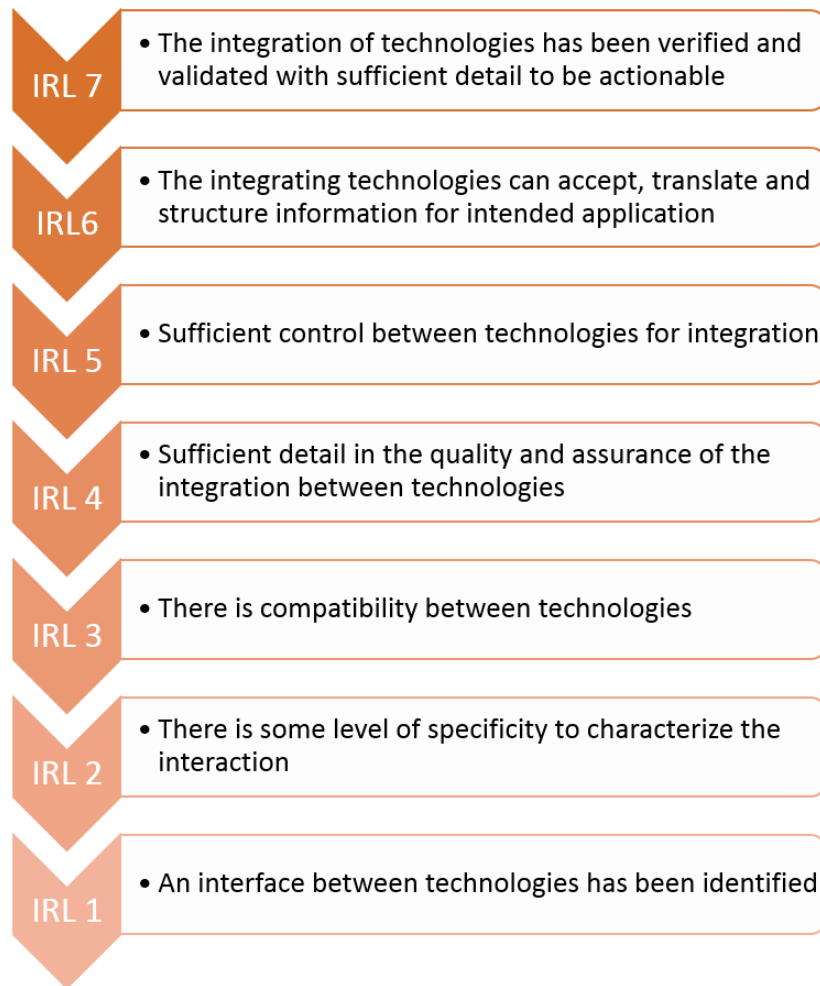 IRL 7
• The integration of technologies has been verified and
validated with sufficient detail to be actionable
IRL6
• The integrating technologies can accept, translate and
structure information for intended application
IRL 5
• Sufficient control between technologies for integration
IRL 4
• Sufficient detail in the quality and assurance of the
integration between technologies
IRL 3
• There is compatibility between technologies
IRL 2
• There is some level of specificity to characterize the
interaction
IRL 1
• An interface between technologies has been identified